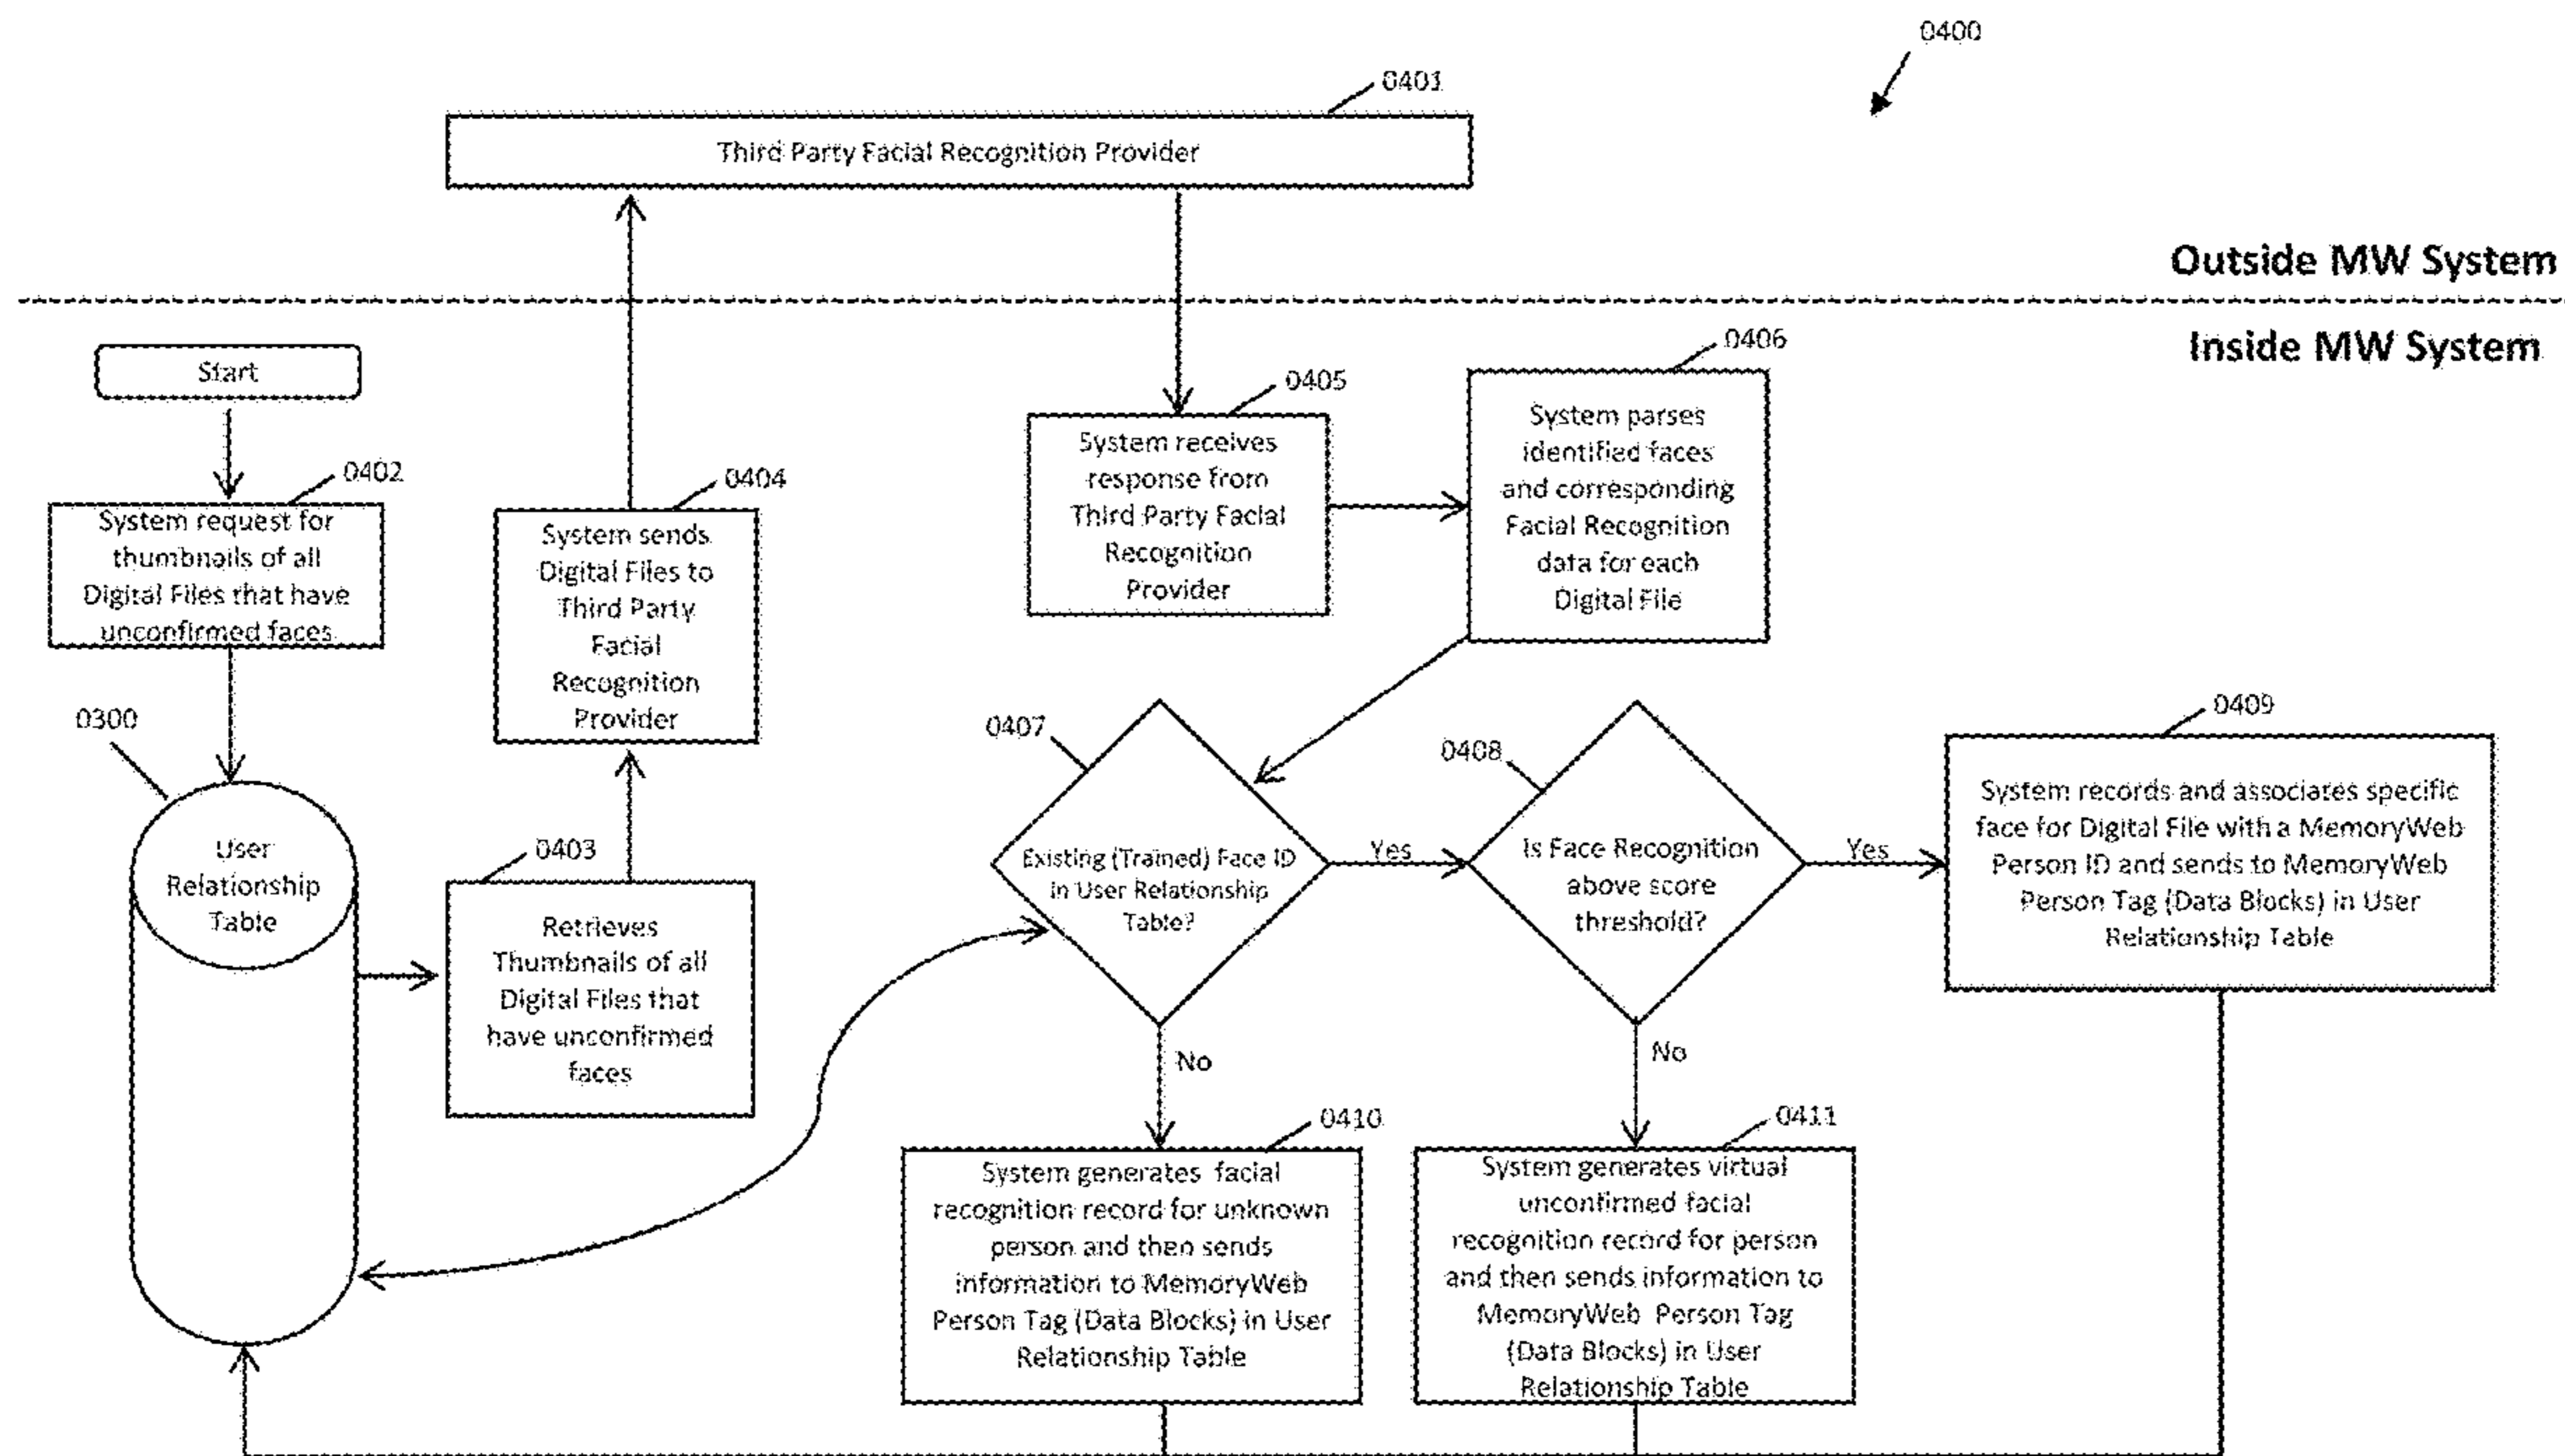 0400
0401
Third Party Facial Recognition Provider
Outside MW System
Inside MW System
Start
0402
System request for
thumbnails of all
Digital Files that have
unconfirmed faces
0300
User
Relationship
Table
0403
Retrieves
Thumbnails of all
Digital Files that
have unconfirmed
faces
0404
System sends
Digital Files to
Third Party
Facial
Recognition
Provider
0405
System receives
response from
Third Party Facial
Recognition
Provider
0406
System parses
identified faces
and corresponding
Facial Recognition
data for each
Digital File
0407
Existing (Trained) Face ID
in User Relationship
Table?
Yes
No
0408
Is Face Recognition
above score
threshold?
Yes
No
0409
System records and associates specific
face for Digital File with a MemoryWeb
Person ID and sends to MemoryWeb
Person Tag (Data Blocks) in User
Relationship Table
0410
System generates facial
recognition record for unknown
person and then sends
information to MemoryWeb
Person Tag (Data Blocks) in User
Relationship Table
0411
System generates virtual
unconfirmed facial
recognition record for person
and then sends information to
MemoryWeb Person Tag
(Data Blocks) in User
Relationship Table